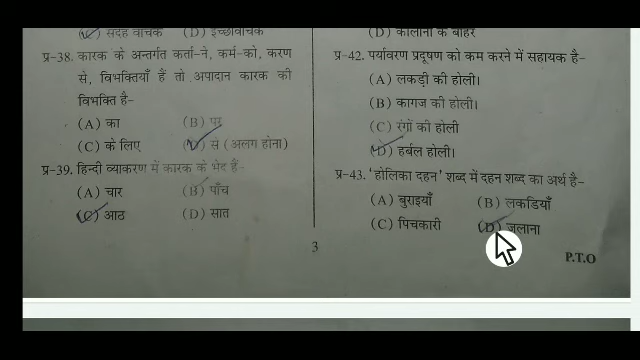 (C) संदेह वाचक (D) इच्छावाचक
प्र-38. कारक के अन्तर्गत कर्ता-ने, कर्म-को, करण
से, विभक्तियाँ हैं तो अपादान कारक की
विभक्ति है-
(A) का (B) पर
(C) के लिए (D) से (अलग होना)
प्र-39. हिन्दी व्याकरण में कारक के भेद हैं-
(A) चार (B) पाँच
(C) आठ (D) सात
(D) कॉलोनी के बाहर
प्र-42. पर्यावरण प्रदूषण को कम करने में सहायक है-
(A) लकड़ी की होली।
(B) कागज की होली।
(C) रंगों की होली
(D) हर्बल होली।
प्र-43. 'होलिका दहन' शब्द में दहन शब्द का अर्थ है-
(A) बुराइयाँ (B) लकडियाँ
(C) पिचकारी (D) जलाना
3
P.T.O